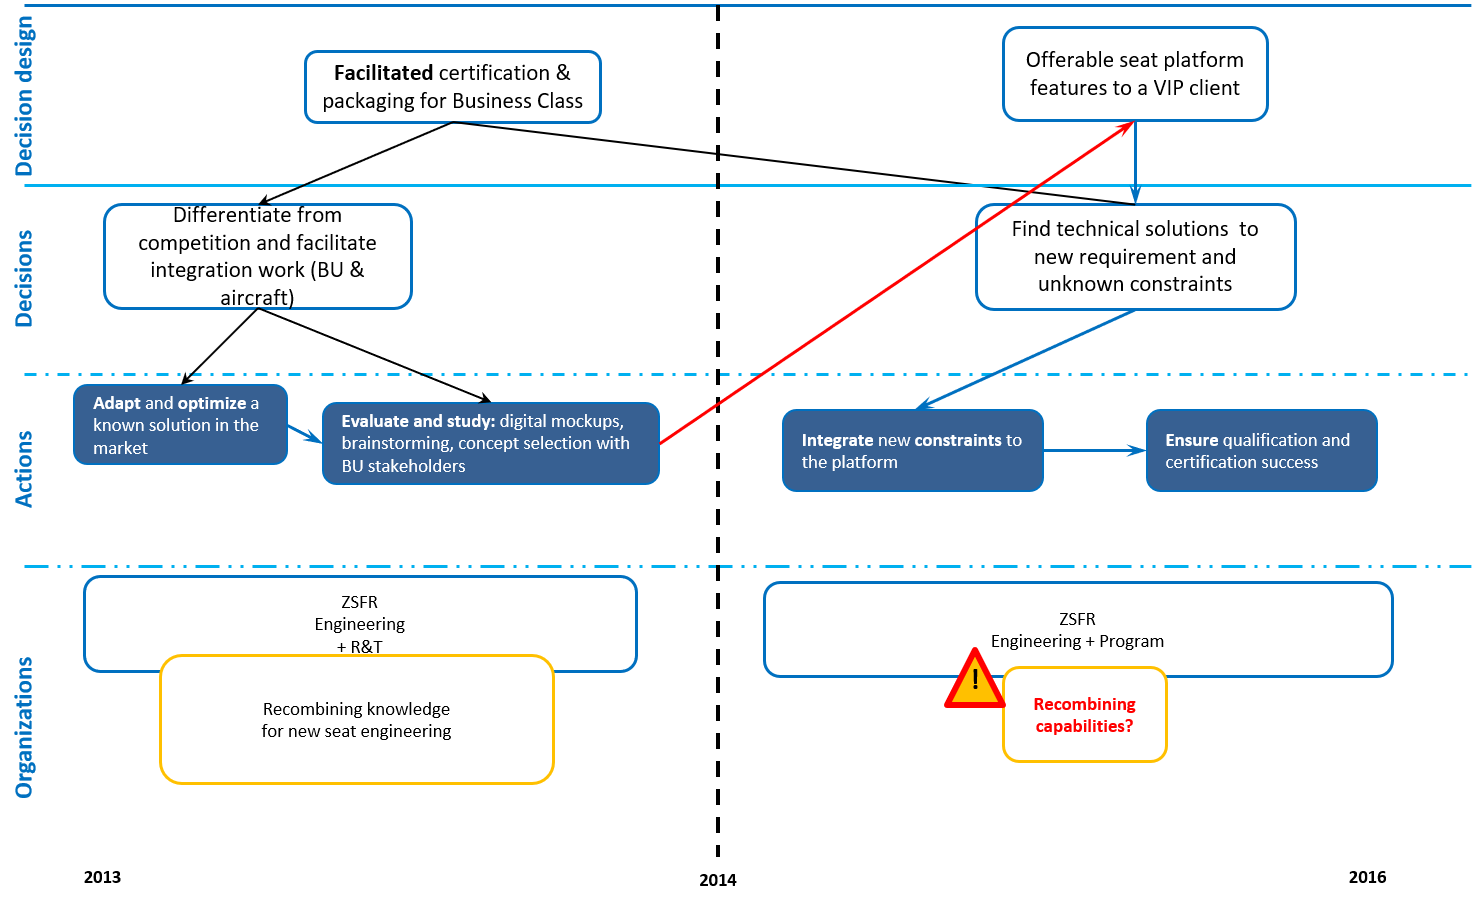 Decision design
Facilitated certification &
packaging for Business Class
Offerable seat platform
features to a VIP client
Decisions
Differentiate from
competition and facilitate
integration work (BU &
aircraft)
Find technical solutions to
new requirement and
unknown constraints
Actions
Adapt and optimize a
known solution in the
market
Evaluate and study: digital mockups,
brainstorming, concept selection with
BU stakeholders
Integrate new constraints to
the platform
Ensure qualification and
certification success
Organizations
ZSFR
Engineering
+ R&T
Recombining knowledge
for new seat engineering
ZSFR
Engineering + Program
!
Recombining
capabilities?
2013
2014
2016